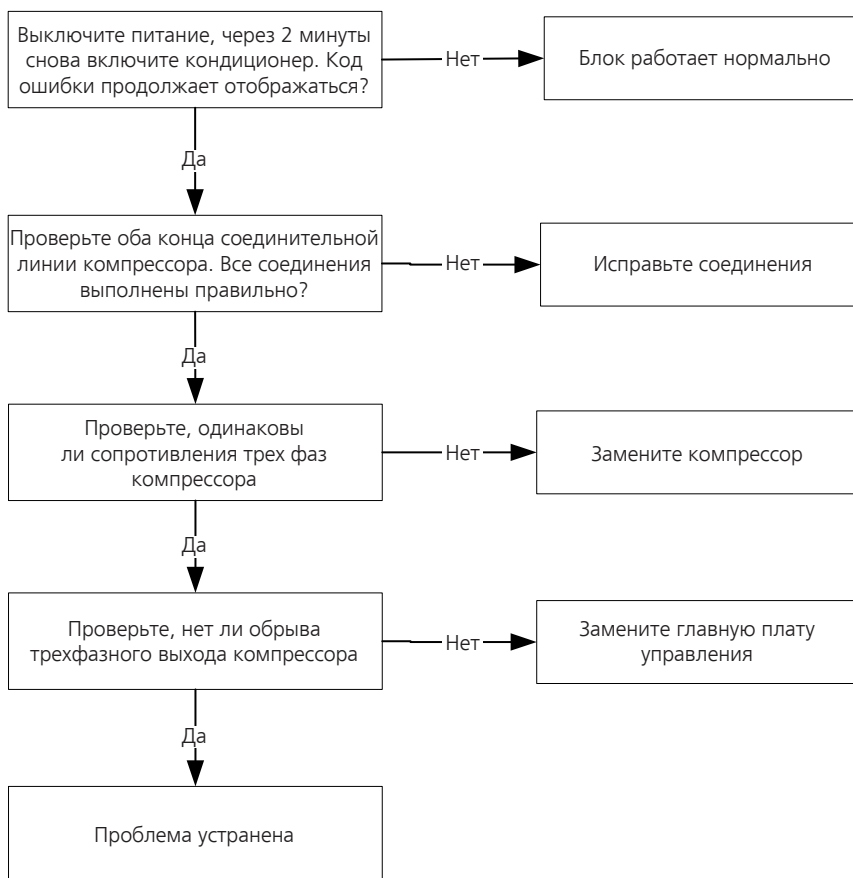 Выключите питание, через 2 минуты
снова включите кондиционер. Код
ошибки продолжает отображаться?
Нет
Блок работает нормально
Да
Проверьте оба конца соединительной
линии компрессора. Все соединения
выполнены правильно?
Нет
Исправьте соединения
Да
Проверьте, одинаковы
ли сопротивления трех фаз
компрессора
Нет
Замените компрессор
Да
Проверьте, нет ли обрыва
трехфазного выхода компрессора
Нет
Замените главную плату
управления
Да
Проблема устранена